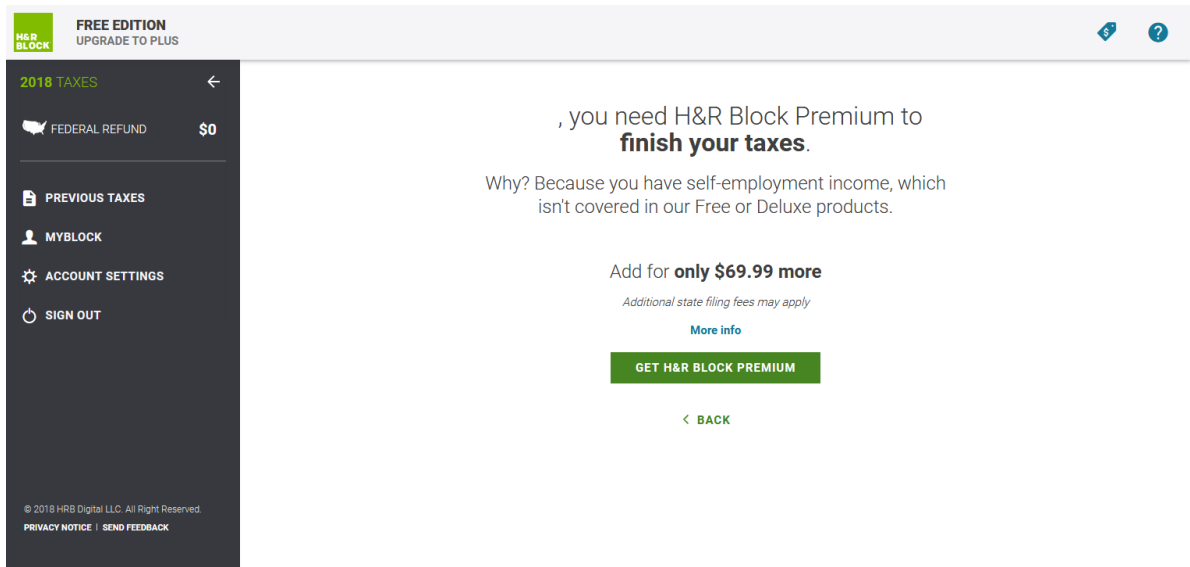 H&R
BLOCK
FREE EDITION
UPGRADE TO PLUS
$
?
2018 TAXES
FEDERAL REFUND $0
PREVIOUS TAXES
MYBLOCK
ACCOUNT SETTINGS
SIGN OUT
© 2018 HRB Digital LLC. All Right Reserved.
PRIVACY NOTICE | SEND FEEDBACK
, you need H&R Block Premium to
finish your taxes.
Why? Because you have self-employment income, which
isn't covered in our Free or Deluxe products.
Add for only $69.99 more
Additional state filing fees may apply
More info
GET H&R BLOCK PREMIUM
< BACK